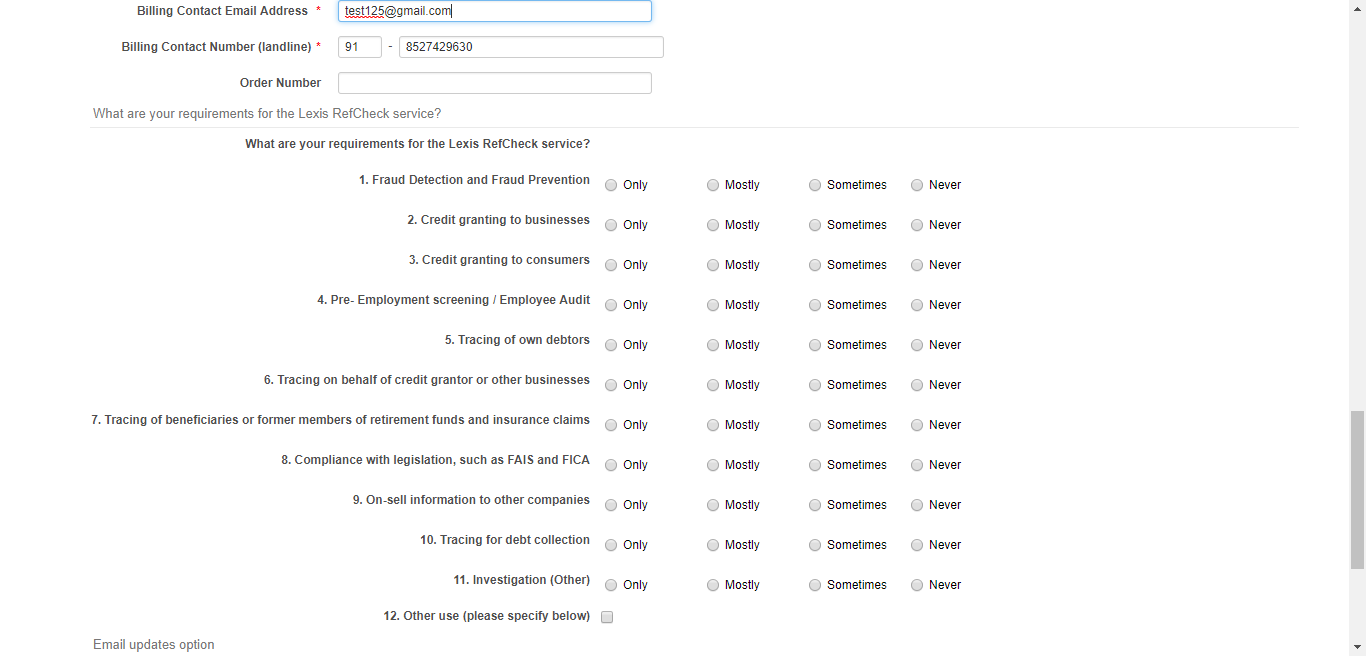 Billing Contact Email Address * test125@gmail.com
Billing Contact Number (landline) * 91 - 8527429630
Order Number
What are your requirements for the Lexis RefCheck service?
What are your requirements for the Lexis RefCheck service?
1. Fraud Detection and Fraud Prevention Only Mostly Sometimes Never
2. Credit granting to businesses Only Mostly Sometimes Never
3. Credit granting to consumers Only Mostly Sometimes Never
4. Pre- Employment screening / Employee Audit Only Mostly Sometimes Never
5. Tracing of own debtors Only Mostly Sometimes Never
6. Tracing on behalf of credit grantor or other businesses Only Mostly Sometimes Never
7. Tracing of beneficiaries or former members of retirement funds and insurance claims Only Mostly Sometimes Never
8. Compliance with legislation, such as FAIS and FICA Only Mostly Sometimes Never
9. On-sell information to other companies Only Mostly Sometimes Never
10. Tracing for debt collection Only Mostly Sometimes Never
11. Investigation (Other) Only Mostly Sometimes Never
12. Other use (please specify below)
Email updates option